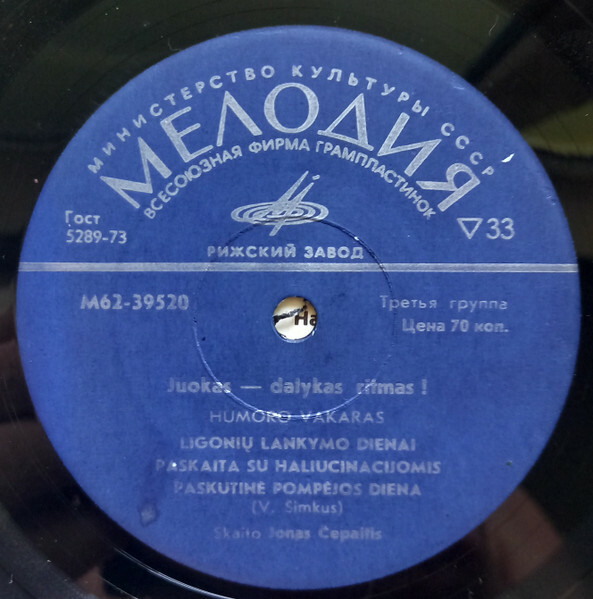 МИНИСТЕРСТВО КУЛЬТУРЫ СССР
МЕЛОДИЯ
ВСЕСОЮЗНАЯ ФИРМА ГРАМПЛАСТИНОК
Гост
5289-73
▽33
РИЖСКИЙ ЗАВОД
М62-39520
Третья группа
Цена 70 коп.
На
Juokas — dalykas rimtas !
HUMORO VAKARAS
LIGONIŲ LANKYMO DIENAI
PASKAITA SU HALIUCINACIJOMIS
PASKUTINĖ POMPĖJOS DIENA
(V. Šimkus)
Skaito Jonas Čepaitis